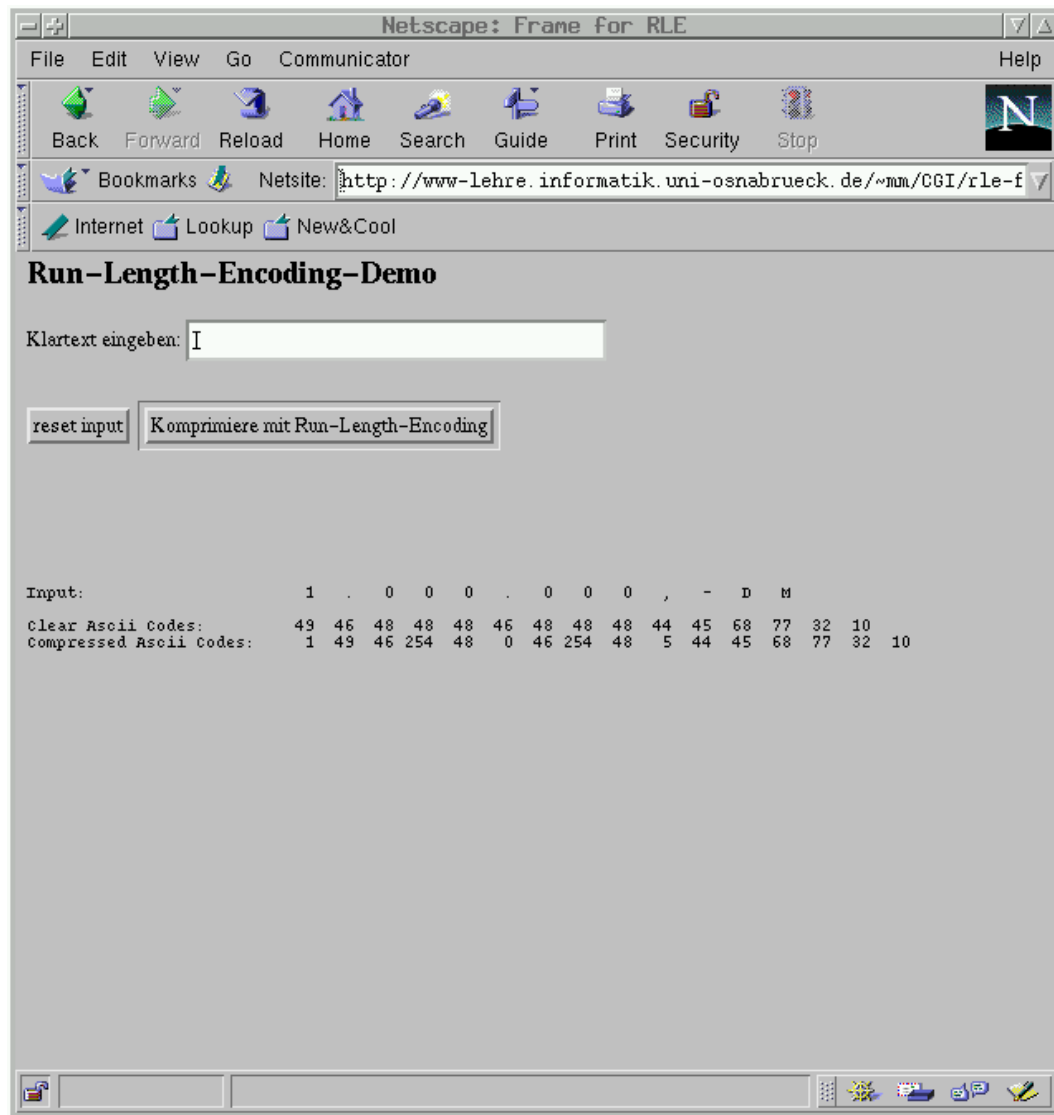 Netscape: Frame for RLE
File Edit View Go Communicator Help
Back Forward Reload Home Search Guide Print Security Stop
N
Bookmarks Netsite: http://www-lehre.informatik.uni-osnabrueck.de/~mm/CGI/rle-f
Internet Lookup New&Cool
Run-Length-Encoding-Demo
Klartext eingeben:
reset input Komprimiere mit Run-Length-Encoding
Input: 1 . 0 0 0 . 0 0 0 , - D M
Clear Ascii Codes: 49 46 48 48 48 46 48 48 48 44 45 68 77 32 10
Compressed Ascii Codes: 1 49 46 254 48 0 46 254 48 5 44 45 68 77 32 10